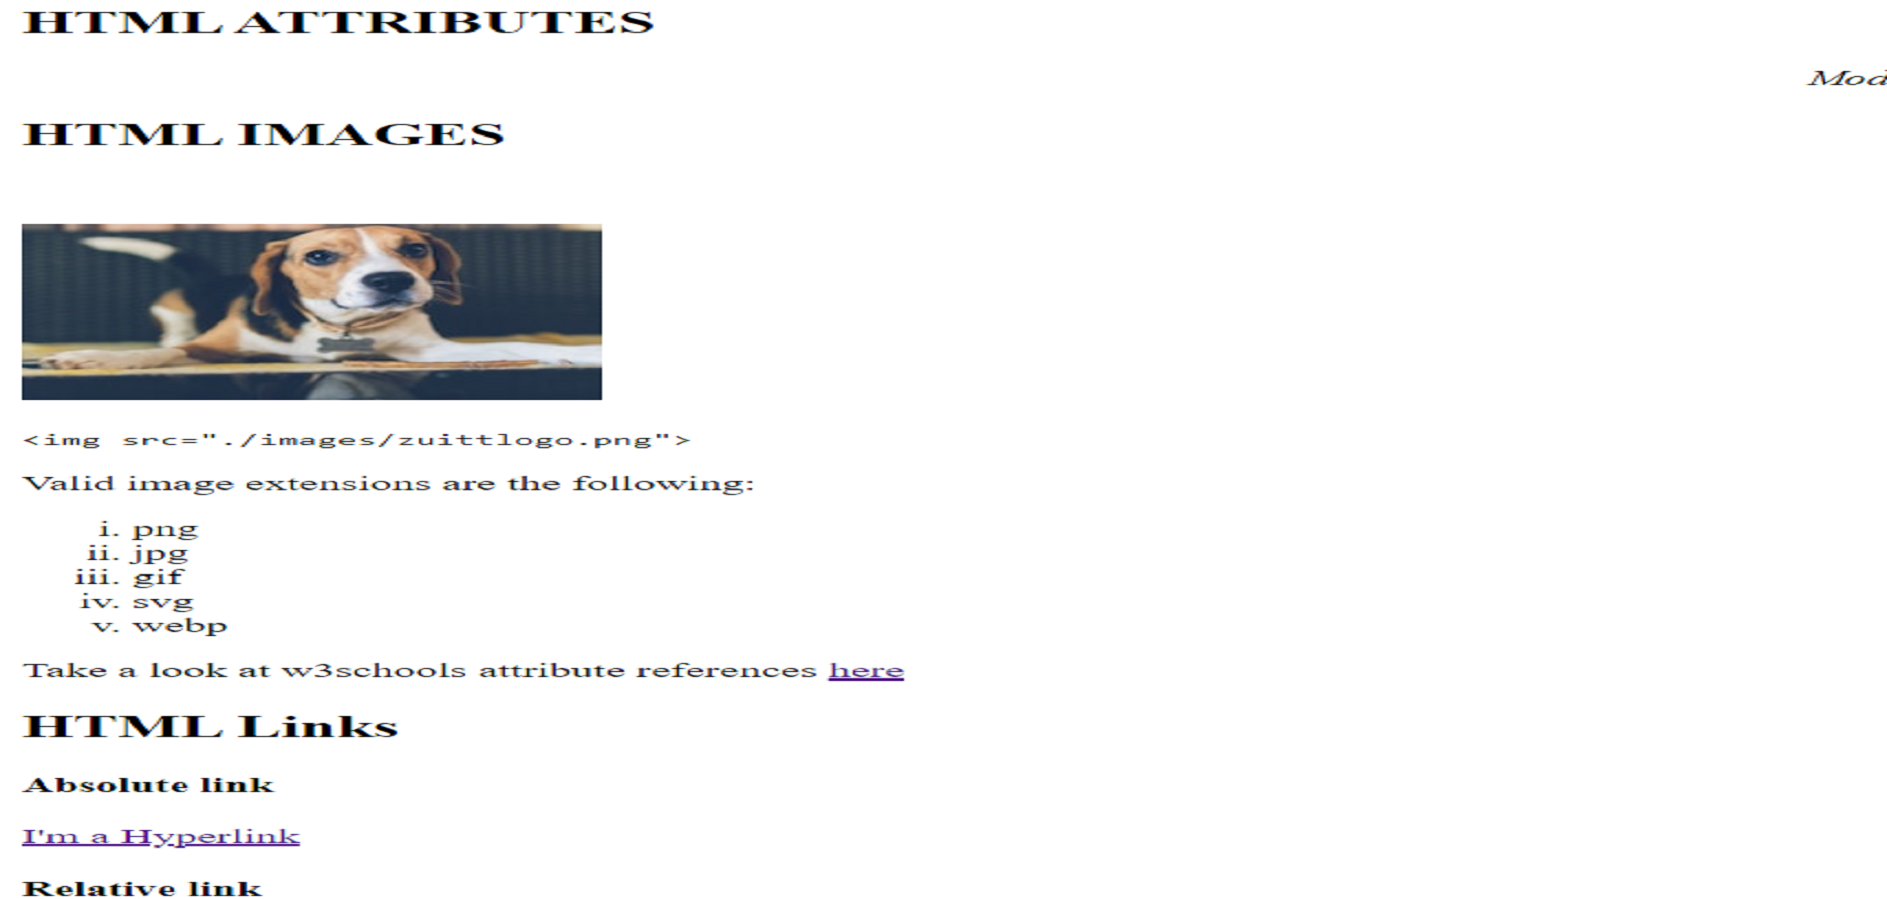 HTML ATTRIBUTES
Mod
HTML IMAGES
<img src="./images/zuittlogo.png">
Valid image extensions are the following:
i. png
ii. jpg
iii. gif
iv. svg
v. webp
Take a look at w3schools attribute references here
HTML Links
Absolute link
I'm a Hyperlink
Relative link